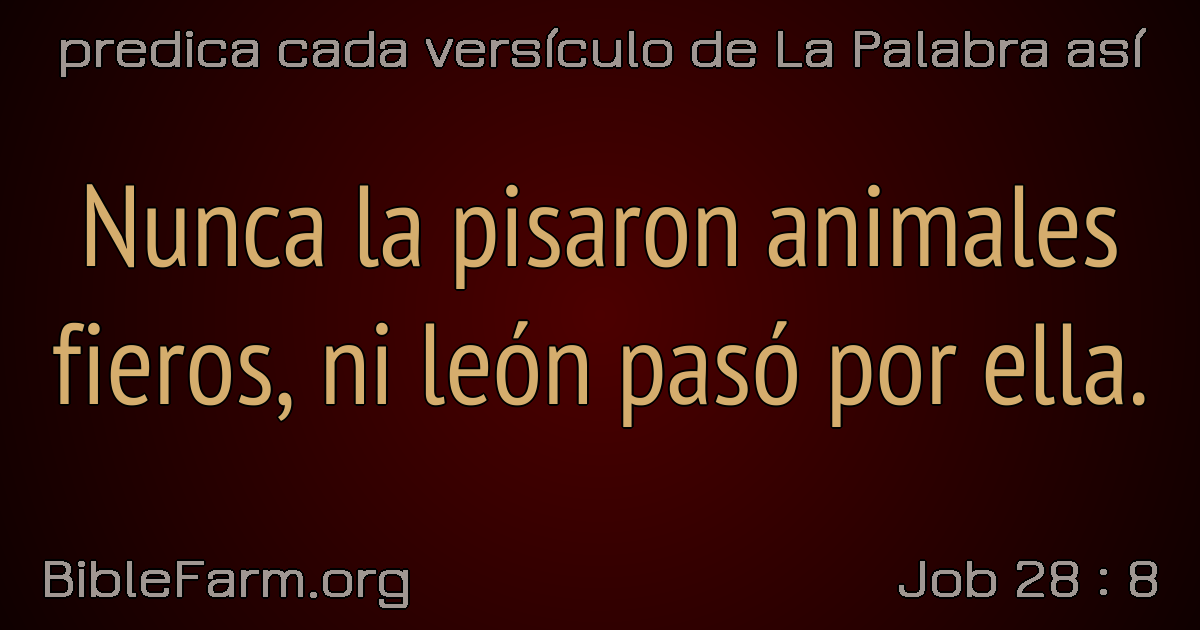 predica cada versículo de La Palabra así
Nunca la pisaron animales
fieros, ni león pasó por ella.
BibleFarm.org
Job 28 : 8